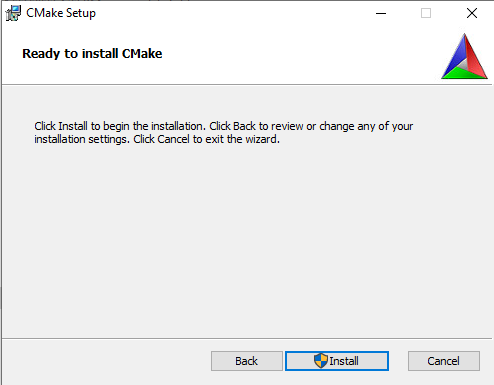 CMake Setup
Ready to install CMake
Click Install to begin the installation. Click Back to review or change any of your
installation settings. Click Cancel to exit the wizard.
Back
Install
Cancel